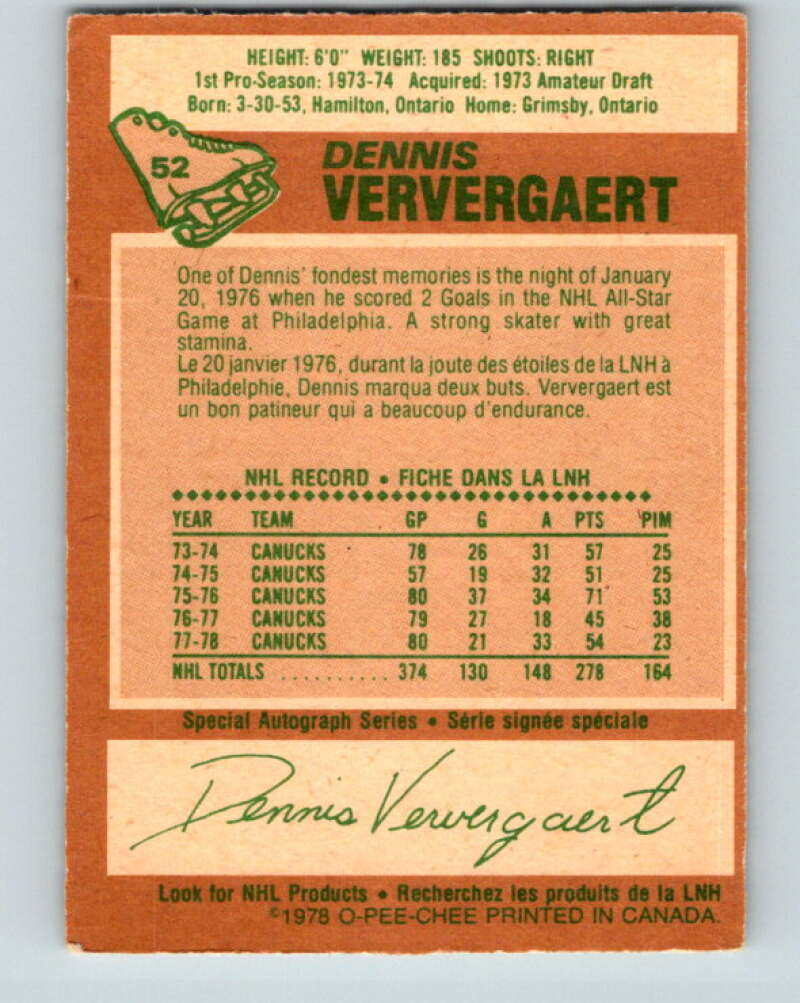 HEIGHT: 6'0" WEIGHT: 185 SHOOTS: RIGHT
1st Pro-Season: 1973-74 Acquired: 1973 Amateur Draft
Born: 3-30-53, Hamilton, Ontario Home: Grimsby, Ontario
52
DENNIS
VERVERGAERT
One of Dennis' fondest memories is the night of January
20, 1976 when he scored 2 Goals in the NHL All-Star
Game at Philadelphia. A strong skater with great
stamina.
Le 20 janvier 1976, durant la joute des étoiles de la LNH à
Philadelphie, Dennis marqua deux buts. Ververgaert est
un bon patineur qui a beaucoup d'endurance.
NHL RECORD • FICHE DANS LA LNH
YEAR TEAM GP G A PTS PIM
73-74 CANUCKS 78 26 31 57 25
74-75 CANUCKS 57 19 32 51 25
75-76 CANUCKS 80 37 34 71 53
76-77 CANUCKS 79 27 18 45 38
77-78 CANUCKS 80 21 33 54 23
NHL TOTALS .......... 374 130 148 278 164
Special Autograph Series • Série signée spéciale
Dennis Ververgaert
Look for NHL Products • Recherchez les produits de la LNH
©1978 O-PEE-CHEE PRINTED IN CANADA.